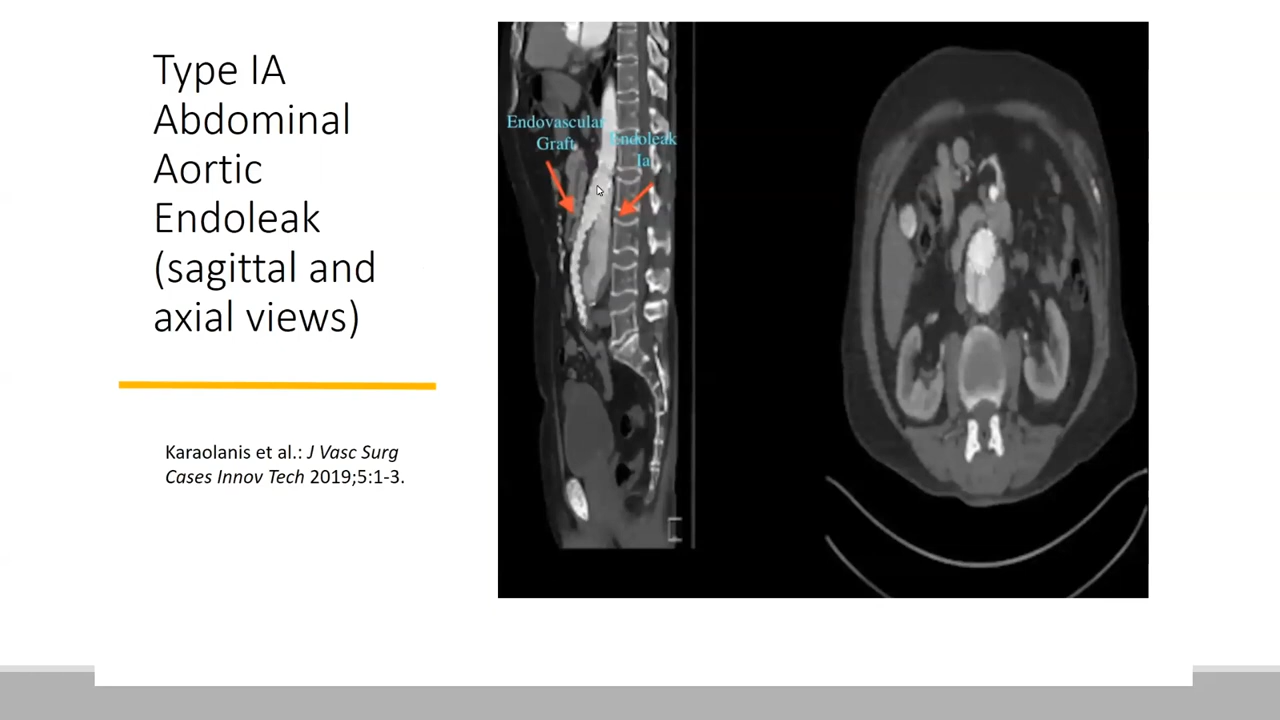 Type IA
Abdominal
Aortic
Endoleak
(sagittal and
axial views)
Karaolanis et al.: J Vasc Surg
Cases Innov Tech 2019;5:1-3.
Endovascular
Graft
Endoleak
Ia